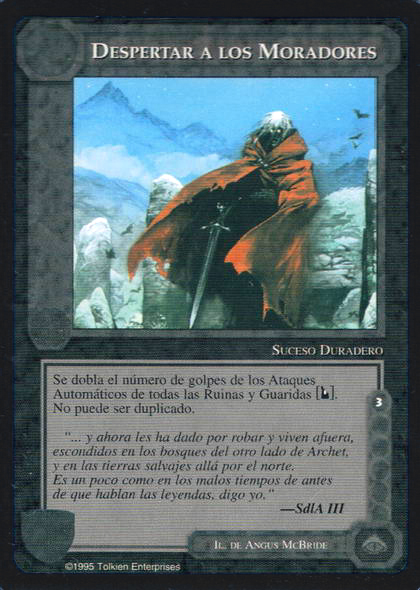 DESPERTAR A LOS MORADORES
SUCESO DURADERO
Se dobla el número de golpes de los Ataques
Automáticos de todas las Ruinas y Guaridas [].
No puede ser duplicado.
3
"... y ahora les ha dado por robar y viven afuera,
escondidos en los bosques del otro lado de Archet,
y en las tierras salvajes allá por el norte.
Es un poco como en los malos tiempos de antes
de que hablan las leyendas, digo yo."
—SdlA III
IL. DE ANGUS MCBRIDE
©1995 Tolkien Enterprises